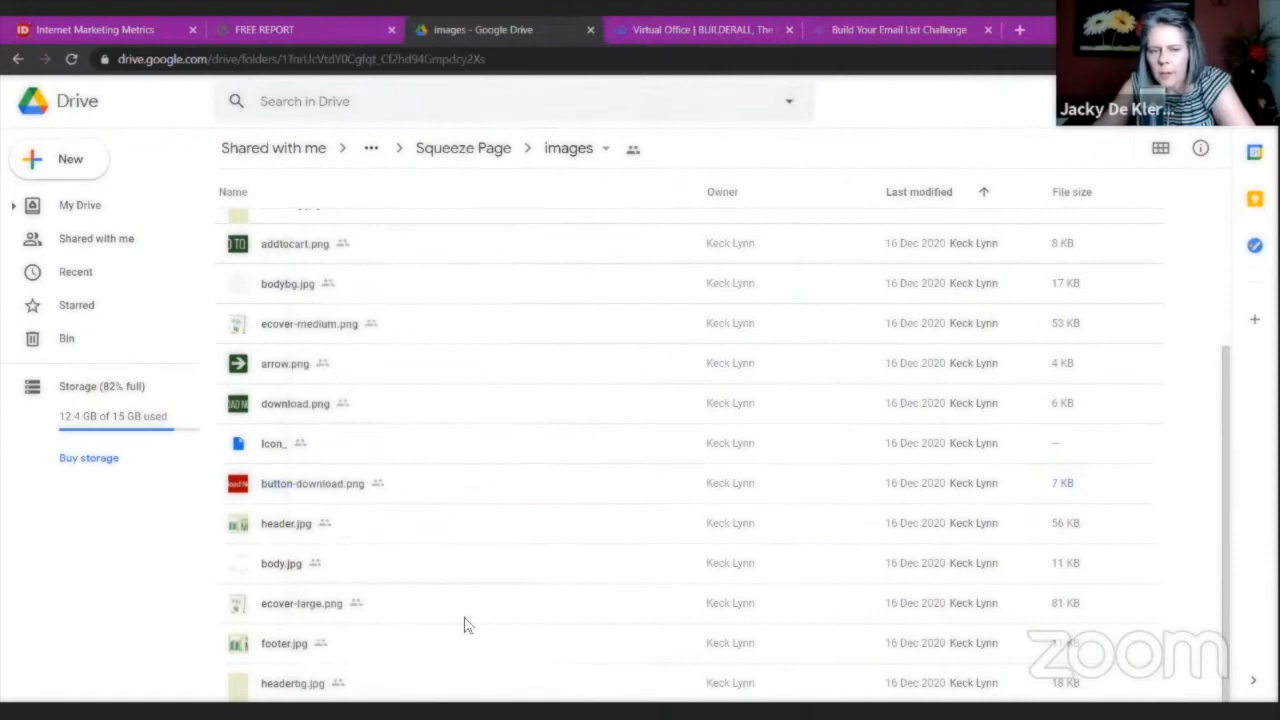 Internet Marketing Metrics
FREE REPORT
images - Google Drive
Virtual Office | BUILDERALL, The
Build Your Email List Challenge
drive.google.com/drive/folders/
Jacky De Kler...
Drive
Search in Drive
New
Shared with me ... Squeeze Page images
My Drive
Shared with me
Recent
Starred
Bin
Storage (82% full)
12.4 GB of 15 GB used
Buy storage
Name Owner Last modified File size
addtocart.png Keck Lynn 16 Dec 2020 Keck Lynn 8 KB
bodybg.jpg Keck Lynn 16 Dec 2020 Keck Lynn 17 KB
ecover-medium.png Keck Lynn 16 Dec 2020 Keck Lynn 53 KB
arrow.png Keck Lynn 16 Dec 2020 Keck Lynn 4 KB
download.png Keck Lynn 16 Dec 2020 Keck Lynn 6 KB
Icon_ Keck Lynn 16 Dec 2020 Keck Lynn –
button-download.png Keck Lynn 16 Dec 2020 Keck Lynn 7 KB
header.jpg Keck Lynn 16 Dec 2020 Keck Lynn 56 KB
body.jpg Keck Lynn 16 Dec 2020 Keck Lynn 11 KB
ecover-large.png Keck Lynn 16 Dec 2020 Keck Lynn 81 KB
footer.jpg Keck Lynn 16 Dec 2020 Keck Lynn
headerbg.jpg Keck Lynn 16 Dec 2020 Keck Lynn 18 KB
zoom